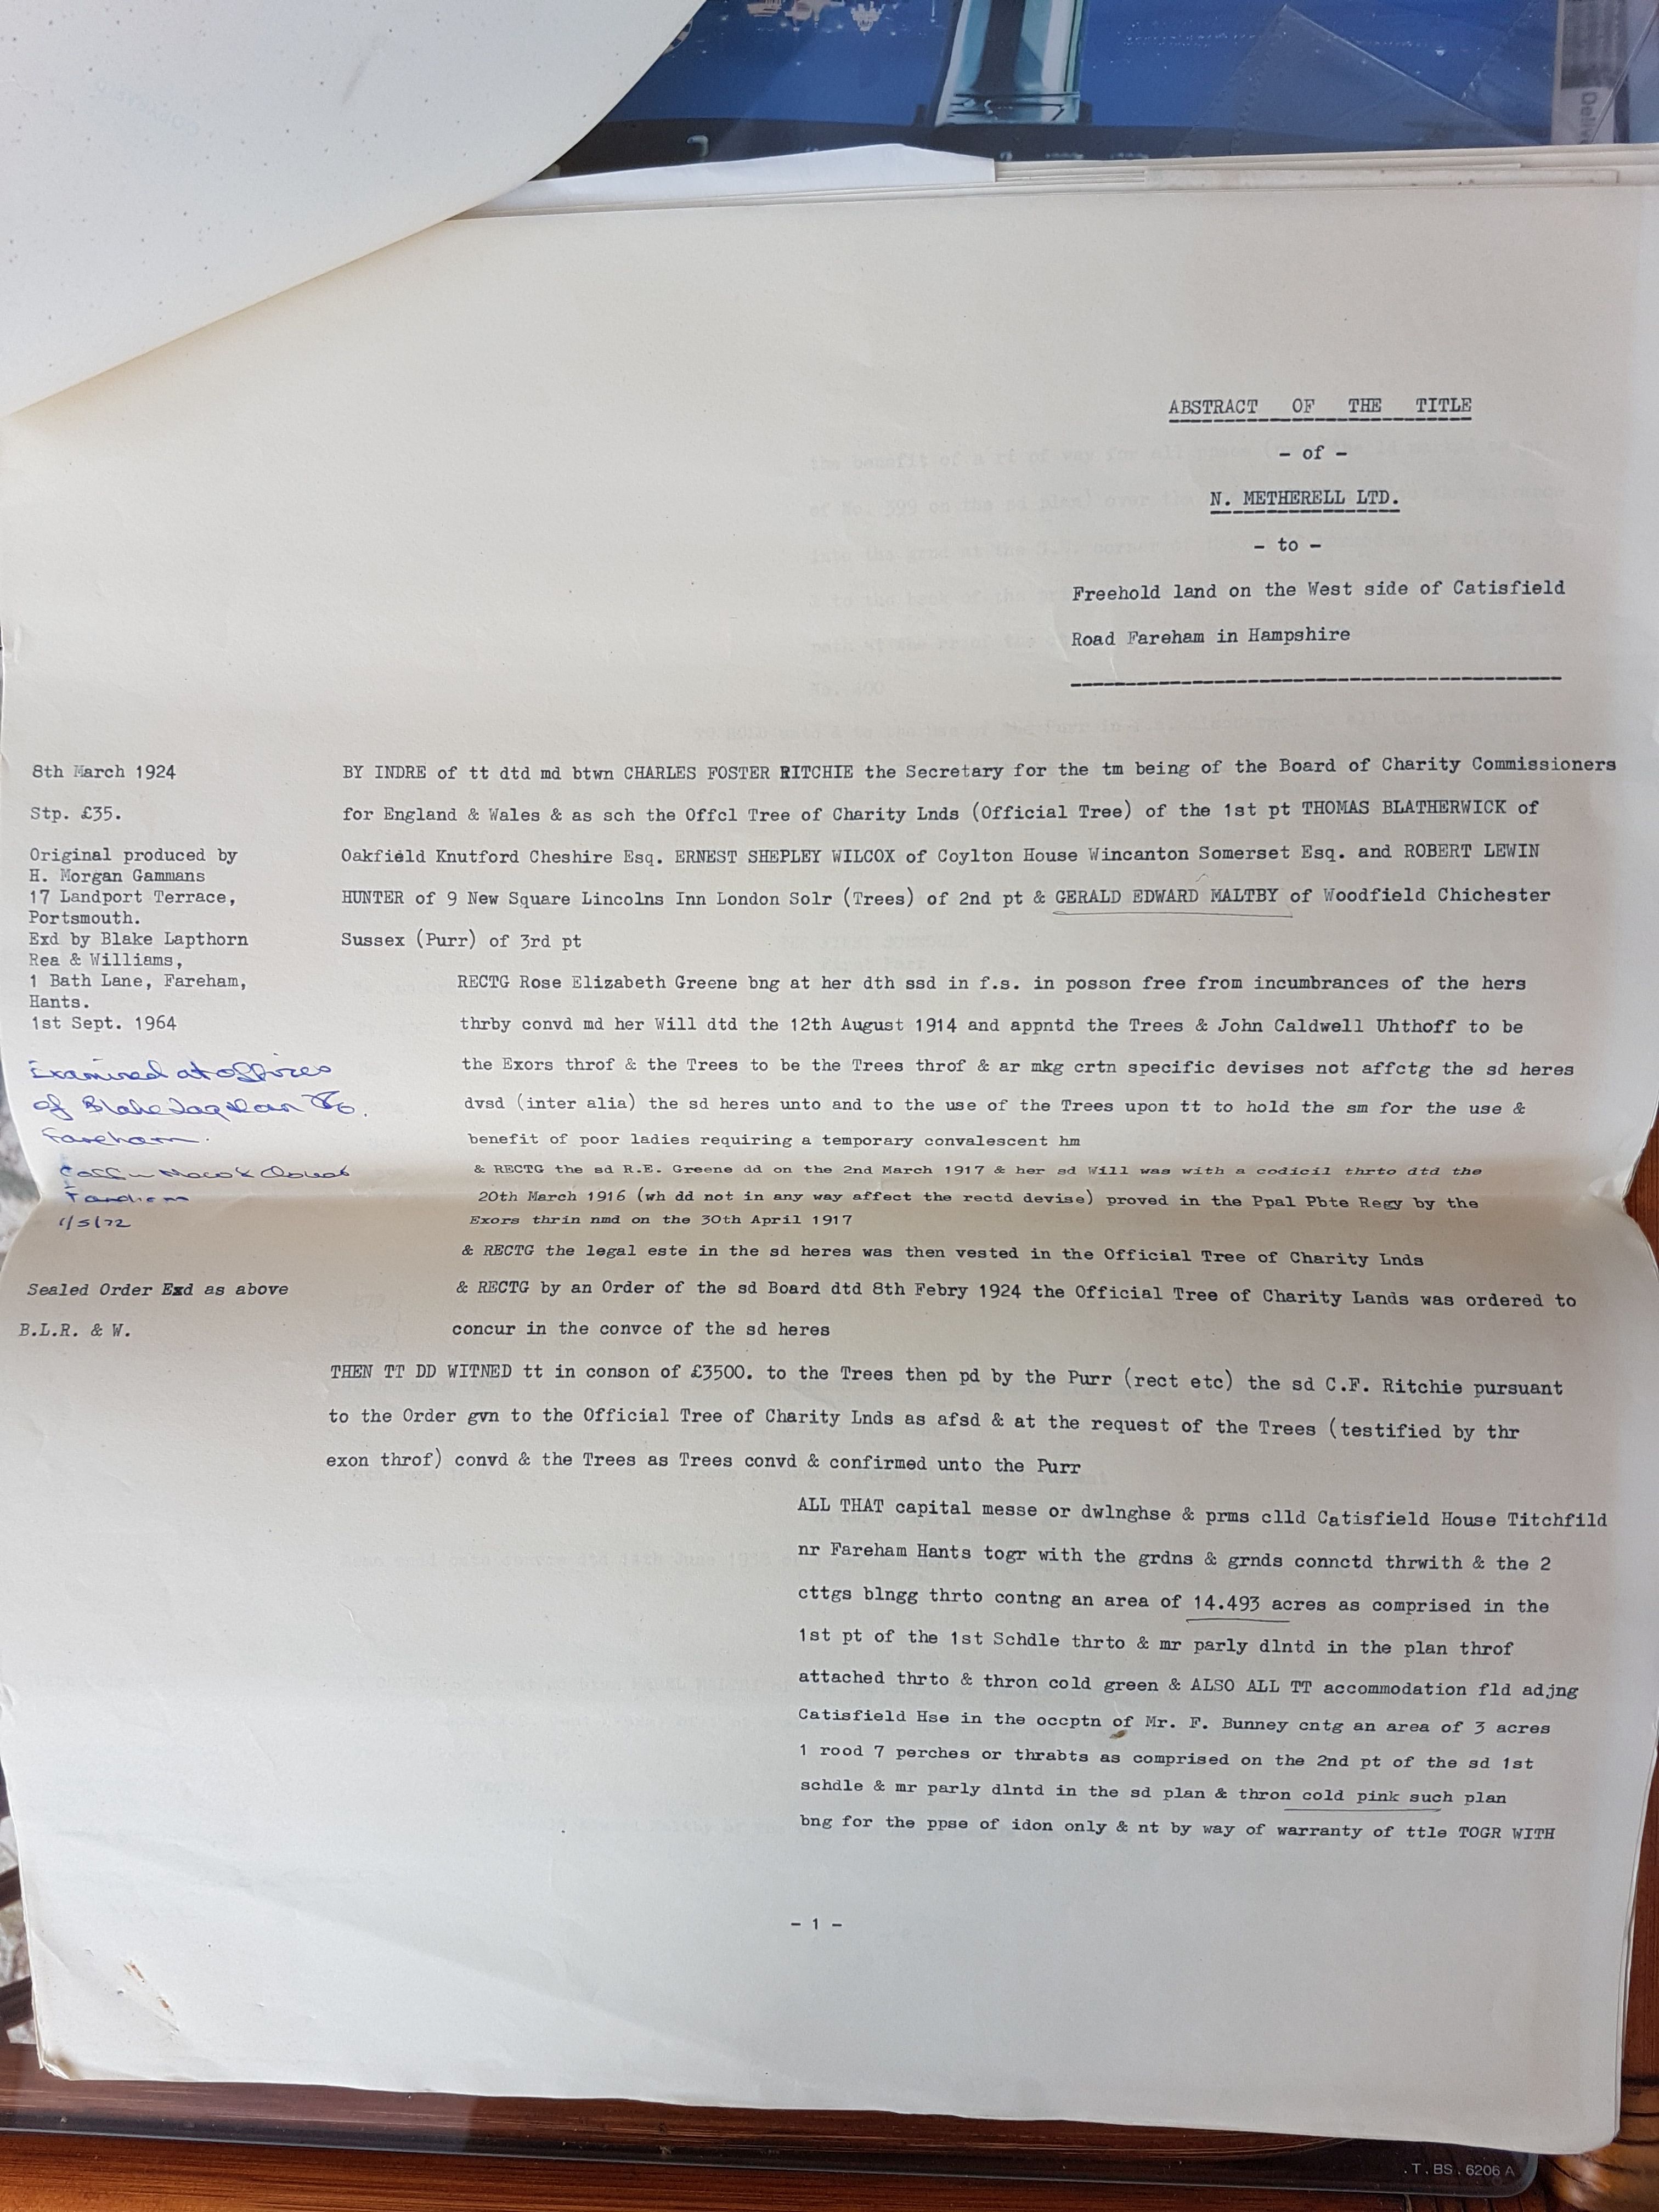 ABSTRACT OF THE TITLE
- of -
N. METHERELL LTD.
- to -
Freehold land on the West side of Catisfield
Road Fareham in Hampshire
8th March 1924
Stp. £35.
Original produced by
H. Morgan Gammans
17 Landport Terrace,
Portsmouth.
Exd by Blake Lapthorn
Rea & Williams,
1 Bath Lane, Fareham,
Hants.
1st Sept. 1964
Examined at offices
of Blake Lapthorn & Co.
Fareham.
Fareham
1/5/72
Sealed Order Exd as above
B.L.R. & W.
BY INDRE of tt dtd md btwn CHARLES FOSTER RITCHIE the Secretary for the tm being of the Board of Charity Commissioners
for England & Wales & as sch the Offcl Tree of Charity Lnds (Official Tree) of the 1st pt THOMAS BLATHERWICK of
Oakfield Knutford Cheshire Esq. ERNEST SHEPLEY WILCOX of Coylton House Wincanton Somerset Esq. and ROBERT LEWIN
HUNTER of 9 New Square Lincolns Inn London Solr (Trees) of 2nd pt & GERALD EDWARD MALTBY of Woodfield Chichester
Sussex (Purr) of 3rd pt
RECTG Rose Elizabeth Greene bng at her dth ssd in f.s. in posson free from incumbrances of the hers
thrby convd md her Will dtd the 12th August 1914 and appntd the Trees & John Caldwell Uhthoff to be
the Exors throf & the Trees to be the Trees throf & ar mkg crtn specific devises not affctg the sd heres
dvsd (inter alia) the sd heres unto and to the use of the Trees upon tt to hold the sm for the use &
benefit of poor ladies requiring a temporary convalescent hm
& RECTG the sd R.E. Greene dd on the 2nd March 1917 & her sd Will was with a codicil thrto dtd the
20th March 1916 (wh dd not in any way affect the rectd devise) proved in the Ppal Pbte Regy by the
Exors thrin nmd on the 30th April 1917
& RECTG the legal este in the sd heres was then vested in the Official Tree of Charity Lnds
& RECTG by an Order of the sd Board dtd 8th Febry 1924 the Official Tree of Charity Lands was ordered to
concur in the convce of the sd heres
THEN TT DD WITNED tt in conson of £3500. to the Trees then pd by the Purr (rect etc) the sd C.F. Ritchie pursuant
to the Order gvn to the Official Tree of Charity Lnds as afsd & at the request of the Trees (testified by thr
exon throf) convd & the Trees as Trees convd & confirmed unto the Purr
ALL THAT capital messe or dwlnghse & prms clld Catisfield House Titchfild
nr Fareham Hants togr with the grdns & grnds connctd thrwith & the 2
cttgs blngg thrto contng an area of 14.493 acres as comprised in the
1st pt of the 1st Schdle thrto & mr parly dlntd in the plan throf
attached thrto & thron cold green & ALSO ALL TT accommodation fld adjng
Catisfield Hse in the occptn of Mr. F. Bunney cntg an area of 3 acres
1 rood 7 perches or thrabts as comprised on the 2nd pt of the sd 1st
schdle & mr parly dlntd in the sd plan & thron cold pink such plan
bng for the ppse of idon only & nt by way of warranty of ttle TOGR WITH
- 1 -
.T.BS.6206 A